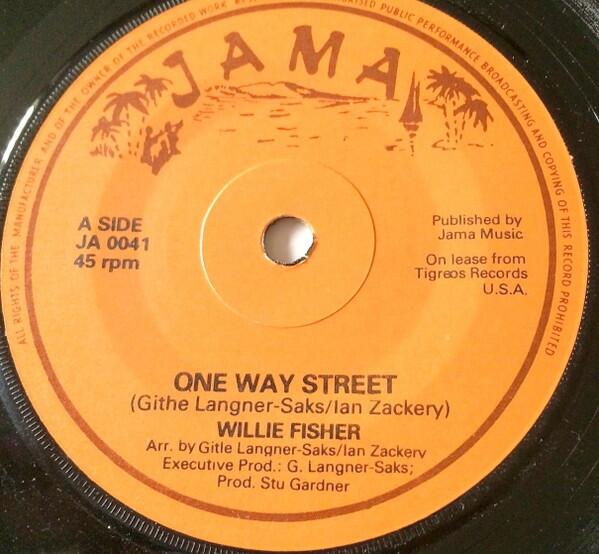 ALL RIGHTS OF THE MANUFACTURER AND OF THE OWNER OF THE RECORDED WORK PUBLIC PERFORMANCE BROADCASTING AND COPYING OF THIS RECORD PROHIBITED
JAMA
A SIDE
JA 0041
45 rpm
Published by
Jama Music
On lease from
Tigreos Records
U.S.A.
ONE WAY STREET
(Githe Langner-Saks/Ian Zackery)
WILLIE FISHER
Arr. by Gitle Langner-Saks/Ian Zackery
Executive Prod.: G. Langner-Saks;
Prod. Stu Gardner